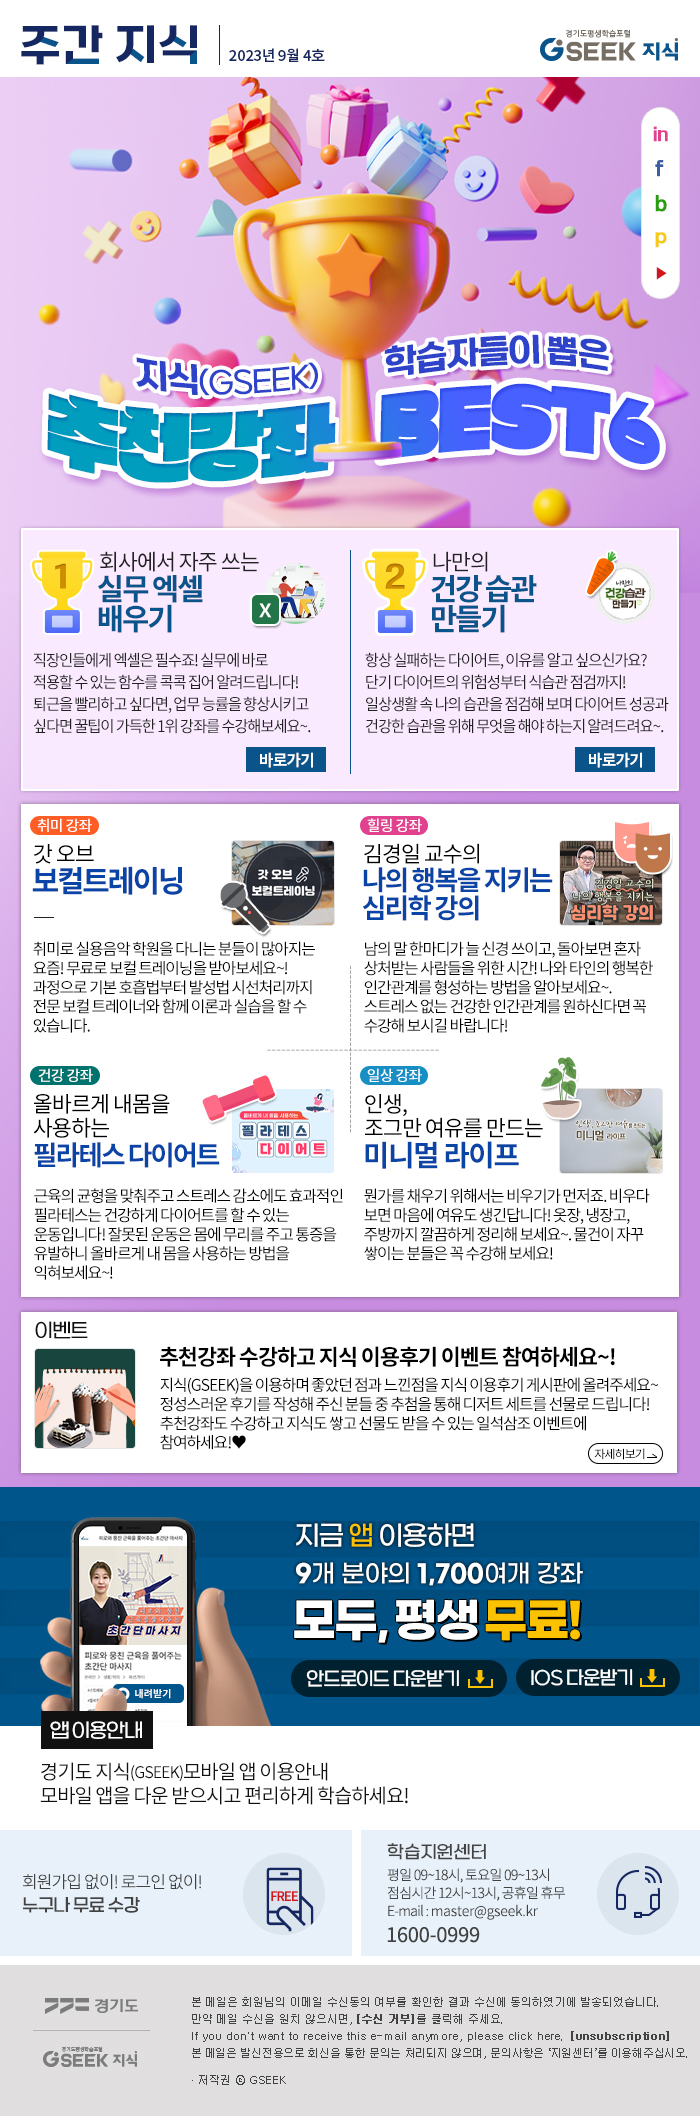 주간 지식
2023년 9월 4호
경기도평생학습포털
GSEEK 지식
in
f
b
p
지식(GSEEK)
추천강좌
학습자들이 뽑은
BEST 6
1
회사에서 자주 쓰는
실무 엑셀
배우기
X
직장인들에게 엑셀은 필수죠! 실무에 바로
적용할 수 있는 함수를 콕콕 집어 알려드립니다!
퇴근을 빨리하고 싶다면, 업무 능률을 향상시키고
싶다면 꿀팁이 가득한 1위 강좌를 수강해보세요~.
바로가기
2
나만의
건강 습관
만들기
나만의
건강습관
만들기
항상 실패하는 다이어트, 이유를 알고 싶으신가요?
단기 다이어트의 위험성부터 식습관 점검까지!
일상생활 속 나의 습관을 점검해 보며 다이어트 성공과
건강한 습관을 위해 무엇을 해야 하는지 알려드려요~.
바로가기
취미 강좌
갓 오브
보컬트레이닝
갓 오브
보컬트레이닝
취미로 실용음악 학원을 다니는 분들이 많아지는
요즘! 무료로 보컬 트레이닝을 받아보세요~!
과정으로 기본 호흡법부터 발성법 시선처리까지
전문 보컬 트레이너와 함께 이론과 실습을 할 수
있습니다.
힐링 강좌
김경일 교수의
나의 행복을 지키는
심리학 강의
김경일 교수의
나의 행복을 지키는
심리학 강의
남의 말 한마디가 늘 신경 쓰이고, 돌아보면 혼자
상처받는 사람들을 위한 시간! 나와 타인의 행복한
인간관계를 형성하는 방법을 알아보세요~.
스트레스 없는 건강한 인간관계를 원하신다면 꼭
수강해 보시길 바랍니다!
건강 강좌
올바르게 내몸을
사용하는
필라테스 다이어트
올바르게 내 몸을 사용하는
필라테스
다이어트
근육의 균형을 맞춰주고 스트레스 감소에도 효과적인
필라테스는 건강하게 다이어트를 할 수 있는
운동입니다! 잘못된 운동은 몸에 무리를 주고 통증을
유발하니 올바르게 내 몸을 사용하는 방법을
익혀보세요~!
일상 강좌
인생,
조그만 여유를 만드는
미니멀 라이프
인생, 조그만 여유를 만드는
미니멀 라이프
뭔가를 채우기 위해서는 비우기가 먼저죠. 비우다
보면 마음에 여유도 생긴답니다! 옷장, 냉장고,
주방까지 깔끔하게 정리해 보세요~. 물건이 자꾸
쌓이는 분들은 꼭 수강해 보세요!
이벤트
추천강좌 수강하고 지식 이용후기 이벤트 참여하세요~!
지식(GSEEK)을 이용하며 좋았던 점과 느낀점을 지식 이용후기 게시판에 올려주세요~
정성스러운 후기를 작성해 주신 분들 중 추첨을 통해 디저트 세트를 선물로 드립니다!
추천강좌도 수강하고 지식도 쌓고 선물도 받을 수 있는 일석삼조 이벤트에
참여하세요!♥
자세히보기
피로와 뭉친 근육을 풀어주는 초간단 마사지
초간단마사지
피로와 뭉친 근육을 풀어주는
초간단 마사지
내려받기
지금 앱 이용하면
9개 분야의 1,700여개 강좌
모두, 평생 무료!
안드로이드 다운받기
IOS 다운받기
앱 이용안내
경기도 지식(GSEEK)모바일 앱 이용안내
모바일 앱을 다운 받으시고 편리하게 학습하세요!
회원가입 없이! 로그인 없이!
누구나 무료 수강
FREE
학습지원센터
평일 09~18시, 토요일 09~13시
점심시간 12시~13시, 공휴일 휴무
E-mail : master@gseek.kr
1600-0999
경기도
경기도평생학습포털
GSEEK 지식
본 메일은 회원님의 이메일 수신동의 여부를 확인한 결과 수신에 동의하였기에 발송되었습니다.
만약 메일 수신을 원치 않으시면, [수신 거부]를 클릭해 주세요.
If you don't want to receive this e-mail anymore, please click here. [unsubscription]
본 메일은 발신전용으로 회신을 통한 문의는 처리되지 않으며, 문의사항은 '지원센터'를 이용해주십시오.
· 저작권 © GSEEK